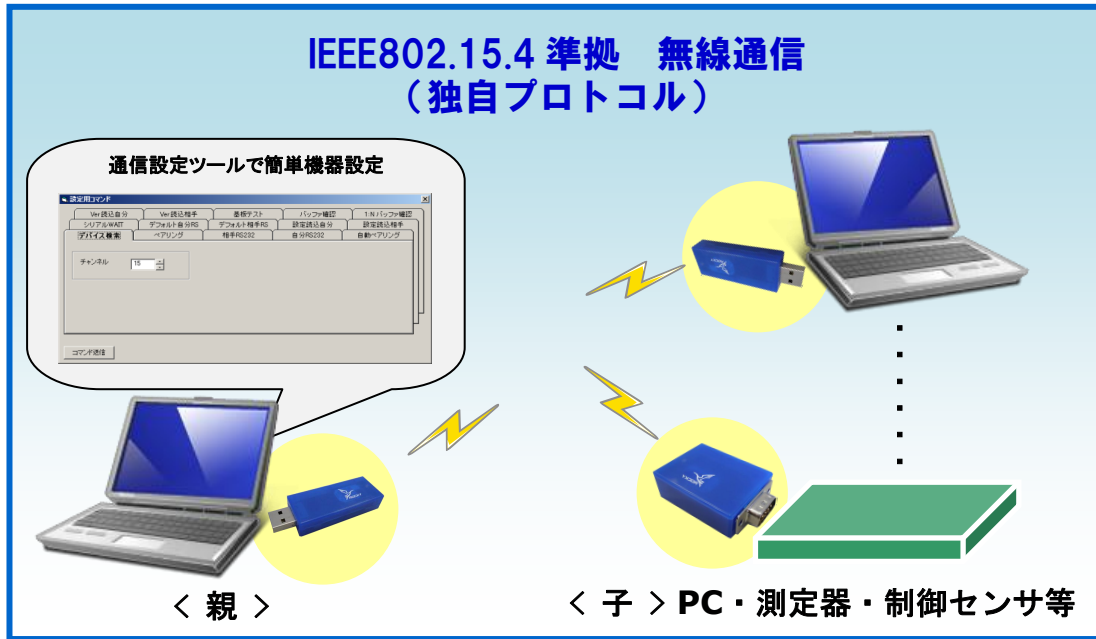 IEEE802.15.4 準拠　無線通信
（独自プロトコル）
通信設定ツールで簡単機器設定
設定用コマンド
Ver読込自分 Ver読込相手 基板テスト バッファ確認 1:Nバッファ確認
シリアルWAIT デフォルト自分RS デフォルト相手RS 設定読込自分 設定読込相手
デバイス検索 ペアリング 相手RS232 自分RS232 自動ペアリング
チャンネル 15
コマンド送信
＜ 親 ＞
＜ 子 ＞PC・測定器・制御センサ等